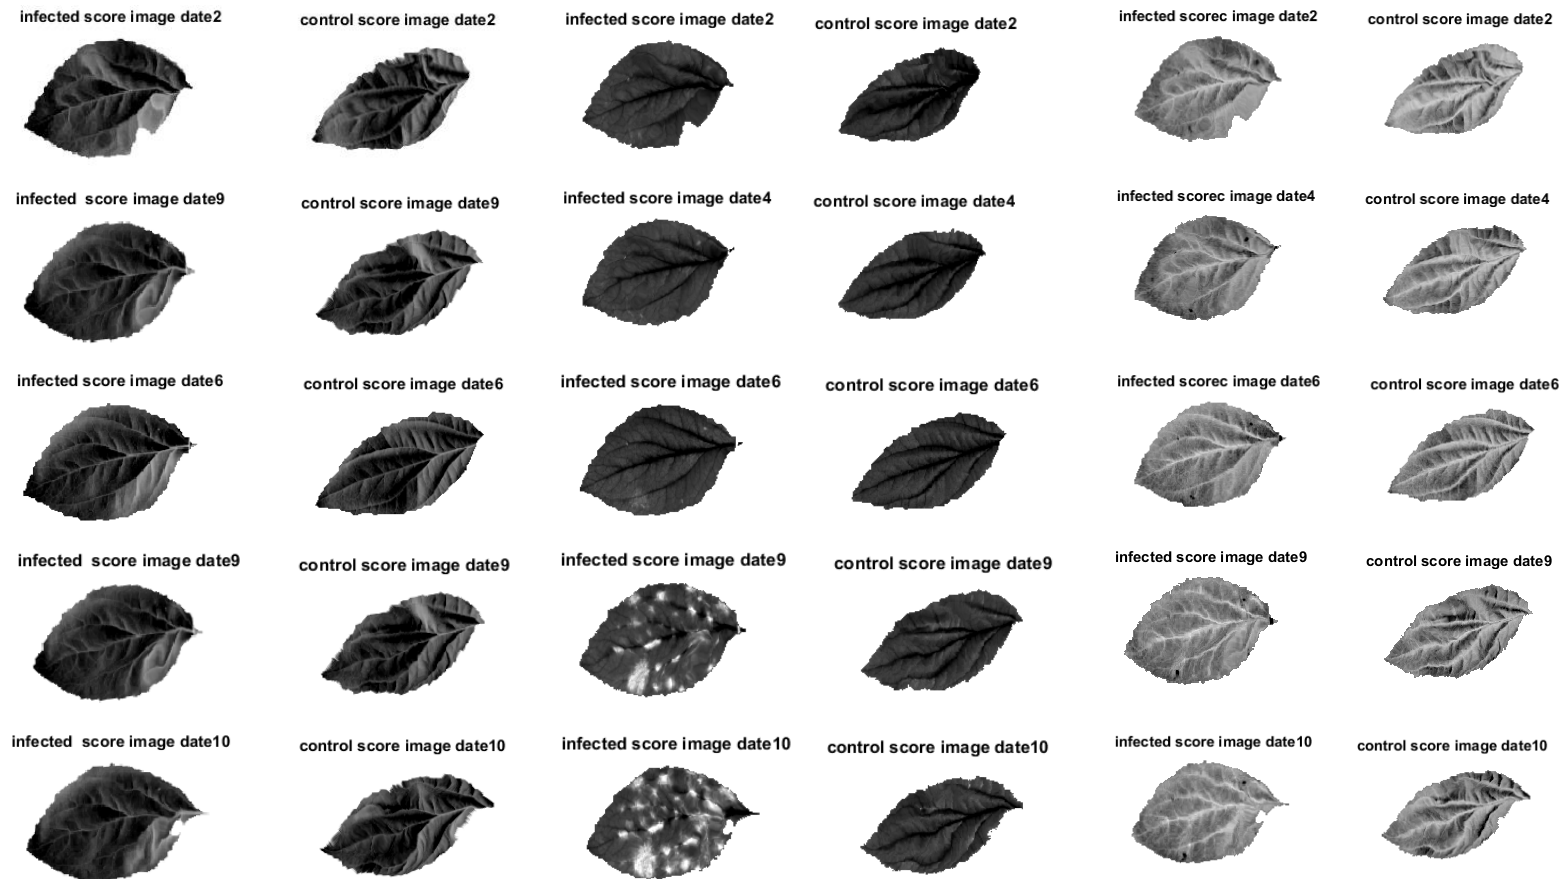 infected score image date2
control score image date2
infected score image date2
control score image date2
infected scorec image date2
control score image date2
infected  score image date9
control score image date9
infected score image date4
control score image date4
infected scorec image date4
control score image date4
infected score image date6
control score image date6
infected score image date6
control score image date6
infected scorec image date6
control score image date6
infected  score image date9
control score image date9
infected score image date9
control score image date9
infected score image date9
control score image date9
infected  score image date10
control score image date10
infected score image date10
control score image date10
infected score image date10
control score image date10